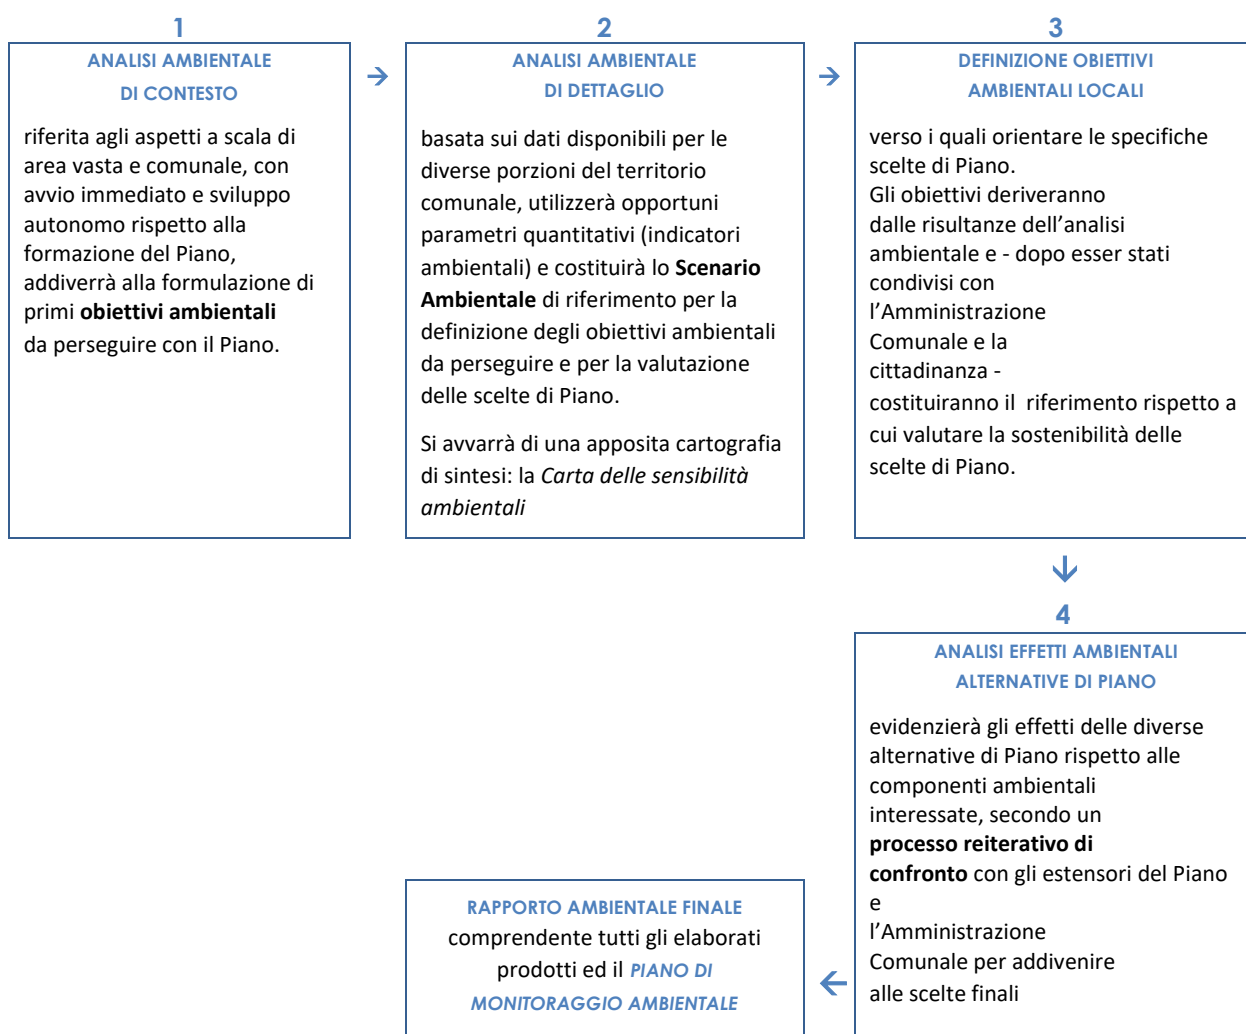 1
ANALISI AMBIENTALE
DI CONTESTO
riferita agli aspetti a scala di
area vasta e comunale, con
avvio immediato e sviluppo
autonomo rispetto alla
formazione del Piano,
addiverrà alla formulazione di
primi obiettivi ambientali
da perseguire con il Piano.
→
2
ANALISI AMBIENTALE
DI DETTAGLIO
basata sui dati disponibili per le
diverse porzioni del territorio
comunale, utilizzerà opportuni
parametri quantitativi (indicatori
ambientali) e costituirà lo Scenario
Ambientale di riferimento per la
definizione degli obiettivi ambientali
da perseguire e per la valutazione
delle scelte di Piano.
Si avvarrà di una apposita cartografia
di sintesi: la Carta delle sensibilità
ambientali
→
3
DEFINIZIONE OBIETTIVI
AMBIENTALI LOCALI
verso i quali orientare le specifiche
scelte di Piano.
Gli obiettivi deriveranno
dalle risultanze dell’analisi
ambientale e - dopo esser stati
condivisi con
l’Amministrazione
Comunale e la
cittadinanza -
costituiranno il riferimento rispetto a
cui valutare la sostenibilità delle
scelte di Piano.
↓
4
ANALISI EFFETTI AMBIENTALI
ALTERNATIVE DI PIANO
evidenzierà gli effetti delle diverse
alternative di Piano rispetto alle
componenti ambientali
interessate, secondo un
processo reiterativo di
confronto con gli estensori del Piano
e
l’Amministrazione
Comunale per addivenire
alle scelte finali
←
RAPPORTO AMBIENTALE FINALE
comprendente tutti gli elaborati
prodotti ed il PIANO DI
MONITORAGGIO AMBIENTALE